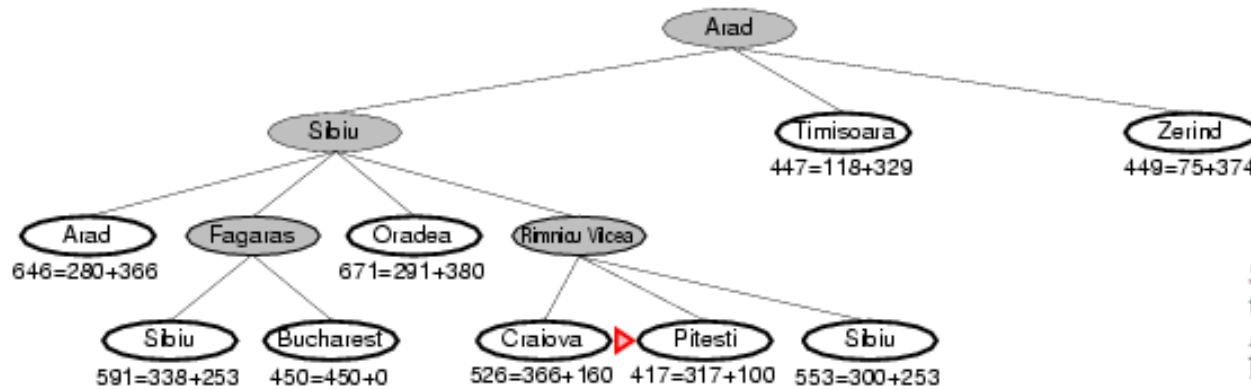 Arad
Sibiu
Timisoara
Zerind
447=118+329
449=75+374
Arad
Fagaras
Oradea
Rimnicu Vilcea
646=280+366
671=291+380
Sibiu
Bucharest
Craiova
Pitesti
Sibiu
591=338+253
450=450+0
526=366+160
417=317+100
553=300+253